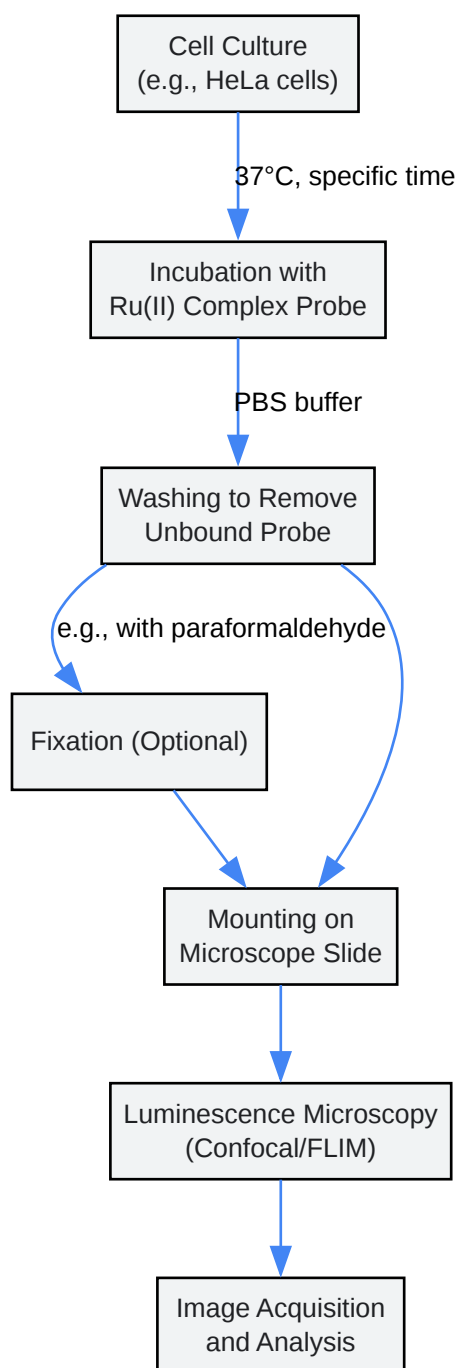 Cell Culture
(e.g., HeLa cells)
37°C, specific time
Incubation with
Ru(II) Complex Probe
PBS buffer
Washing to Remove
Unbound Probe
e.g., with paraformaldehyde
Fixation (Optional)
Mounting on
Microscope Slide
Luminescence Microscopy
(Confocal/FLIM)
Image Acquisition
and Analysis